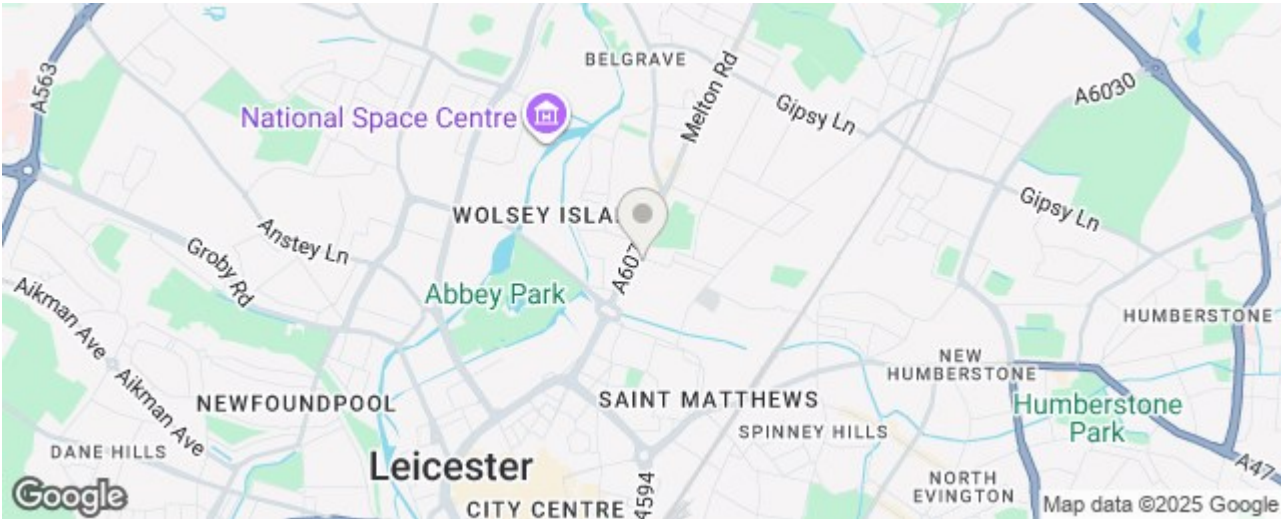 BELGRAVE
Melton Rd
A563
A6030
National Space Centre
Gipsy Ln
Gipsy Ln
WOLSEY
Anstey Ln
Groby Rd
A607
Abbey Park
Aikman Ave
HUMBERSTONE
NEW
HUMBERSTONE
Aikman Ave
NEWFOUNDPOOL
SAINT MATTHEWS
Humberstone
Park
SPINNEY HILLS
DANE HILLS
Leicester
A47
NORTH
EVINGTON
Google
CITY CENTRE
Map data ©2025 Google